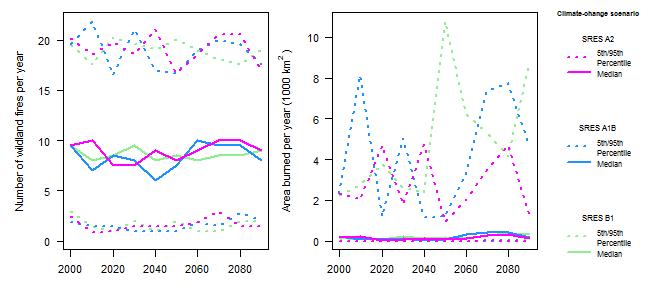 Number of wildland fires per year
20
15
10
5
0
2000
2020
2040
2060
2080
Area burned per year (1000 km²)
10
8
6
4
2
0
2000
2020
2040
2060
2080
Climate-change scenario
SRES A2
5th/95th
Percentile
Median
SRES A1B
5th/95th
Percentile
Median
SRES B1
5th/95th
Percentile
Median